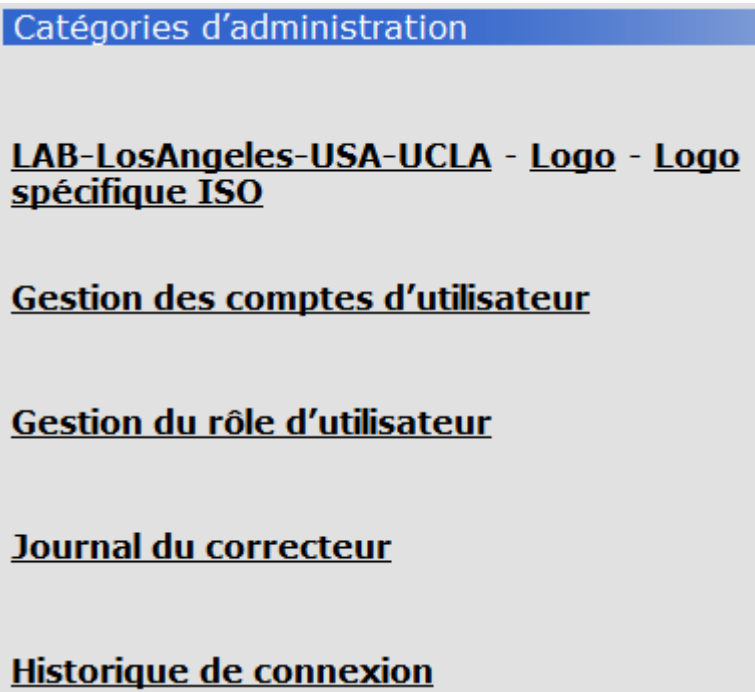 Catégories d’administration
LAB-LosAngeles-USA-UCLA - Logo - Logo
spécifique ISO
Gestion des comptes d’utilisateur
Gestion du rôle d’utilisateur
Journal du correcteur
Historique de connexion